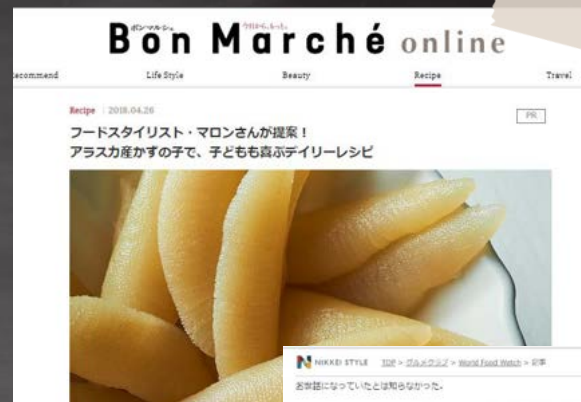 ボン マルシェ 今日から、もっと。
Bon Marché online
ecommend Life Style Beauty Recipe Travel
Recipe 2018.04.26
PR
フードスタイリスト・マロンさんが提案！
アラスカ産かずの子で、子どもも喜ぶデイリーレシピ
NIKKEI STYLE TOP > グルメクラブ > World Food Watch > 記事
お世話になっていたとは知らなかった。